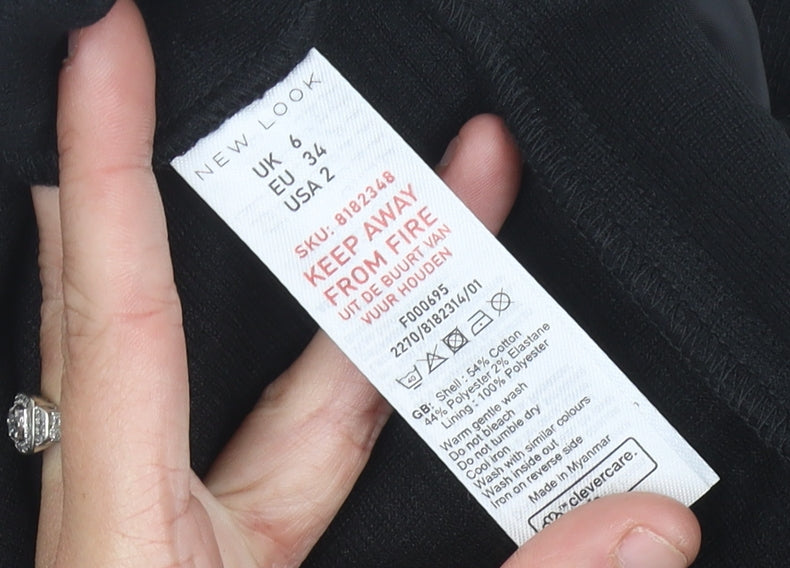 NEW LOOK
UK 6
EU 34
USA 2
SKU: 8182348
KEEP AWAY
FROM FIRE
UIT DE BUURT VAN
VUUR HOUDEN
F000695
2270/8182314/01
40
GB: Shell : 54% Cotton
44% Polyester 2% Elastane
Lining : 100% Polyester
Warm gentle wash
Do not bleach
Do not tumble dry
Cool iron
Wash with similar colours
Wash inside out
Iron on reverse side
Made in Myanmar
clevercare.